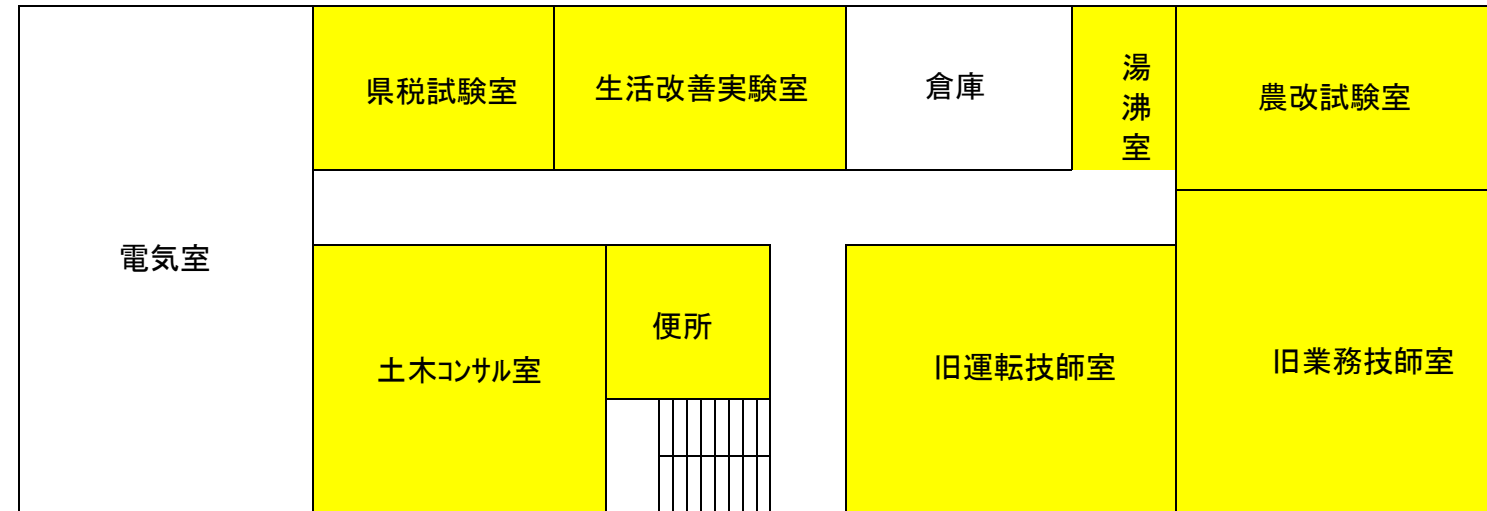 県税試験室
生活改善実験室
倉庫
湯沸室
農改試験室
電気室
土木ｺﾝｻﾙ室
便所
旧運転技師室
旧業務技師室